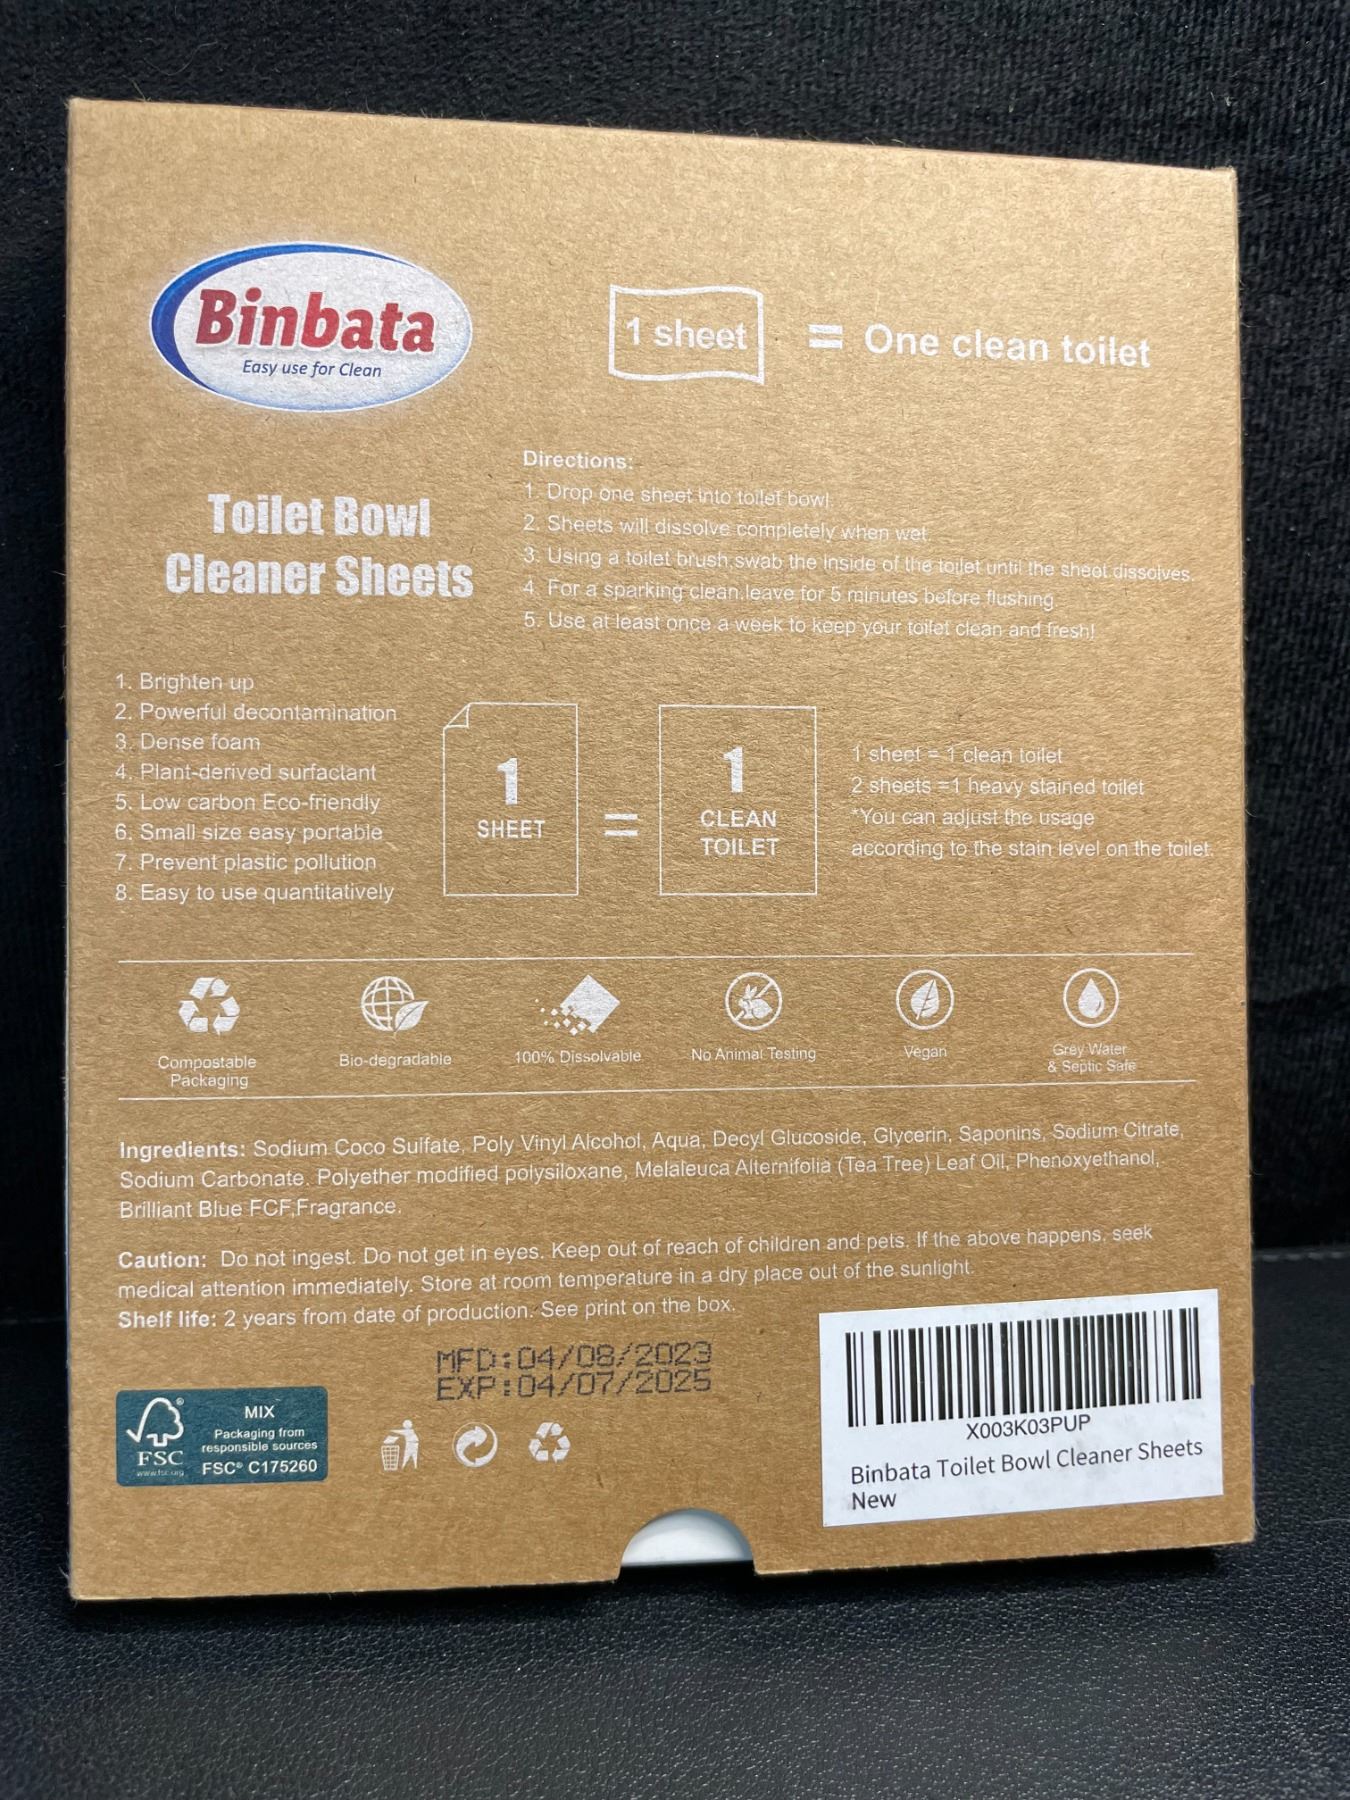 Binbata
Easy use for Clean
1 sheet = One clean toilet
Toilet Bowl
Cleaner Sheets
Directions:
1. Drop one sheet into toilet bowl.
2. Sheets will dissolve completely when wet.
3. Using a toilet brush,swab the inside of the toilet until the sheet dissolves.
4. For a sparking clean,leave for 5 minutes before flushing
5. Use at least once a week to keep your toilet clean and fresh!
1. Brighten up
2. Powerful decontamination
3. Dense foam
4. Plant-derived surfactant
5. Low carbon Eco-friendly
6. Small size easy portable
7. Prevent plastic pollution
8. Easy to use quantitatively
1
SHEET
=
1
CLEAN
TOILET
1 sheet = 1 clean toilet
2 sheets =1 heavy stained toilet
*You can adjust the usage
according to the stain level on the toilet.
Compostable
Packaging
Bio-degradable
100% Dissolvable
No Animal Testing
Vegan
Grey Water
& Septic Safe
Ingredients: Sodium Coco Sulfate, Poly Vinyl Alcohol, Aqua, Decyl Glucoside, Glycerin, Saponins, Sodium Citrate,
Sodium Carbonate. Polyether modified polysiloxane, Melaleuca Alternifolia (Tea Tree) Leaf Oil, Phenoxyethanol,
Brilliant Blue FCF,Fragrance.
Caution: Do not ingest. Do not get in eyes. Keep out of reach of children and pets. If the above happens, seek
medical attention immediately. Store at room temperature in a dry place out of the sunlight.
Shelf life: 2 years from date of production. See print on the box.
MFD:04/08/2023
EXP:04/07/2025
FSC
www.fsc.org
MIX
Packaging from
responsible sources
FSC® C175260
X003K03PUP
Binbata Toilet Bowl Cleaner Sheets
New